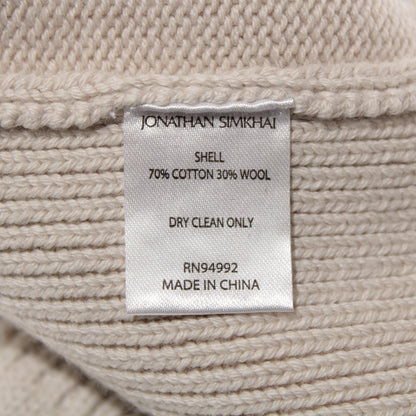 JONATHAN SIMKHAI
SHELL
70% COTTON 30% WOOL
DRY CLEAN ONLY
RN94992
MADE IN CHINA